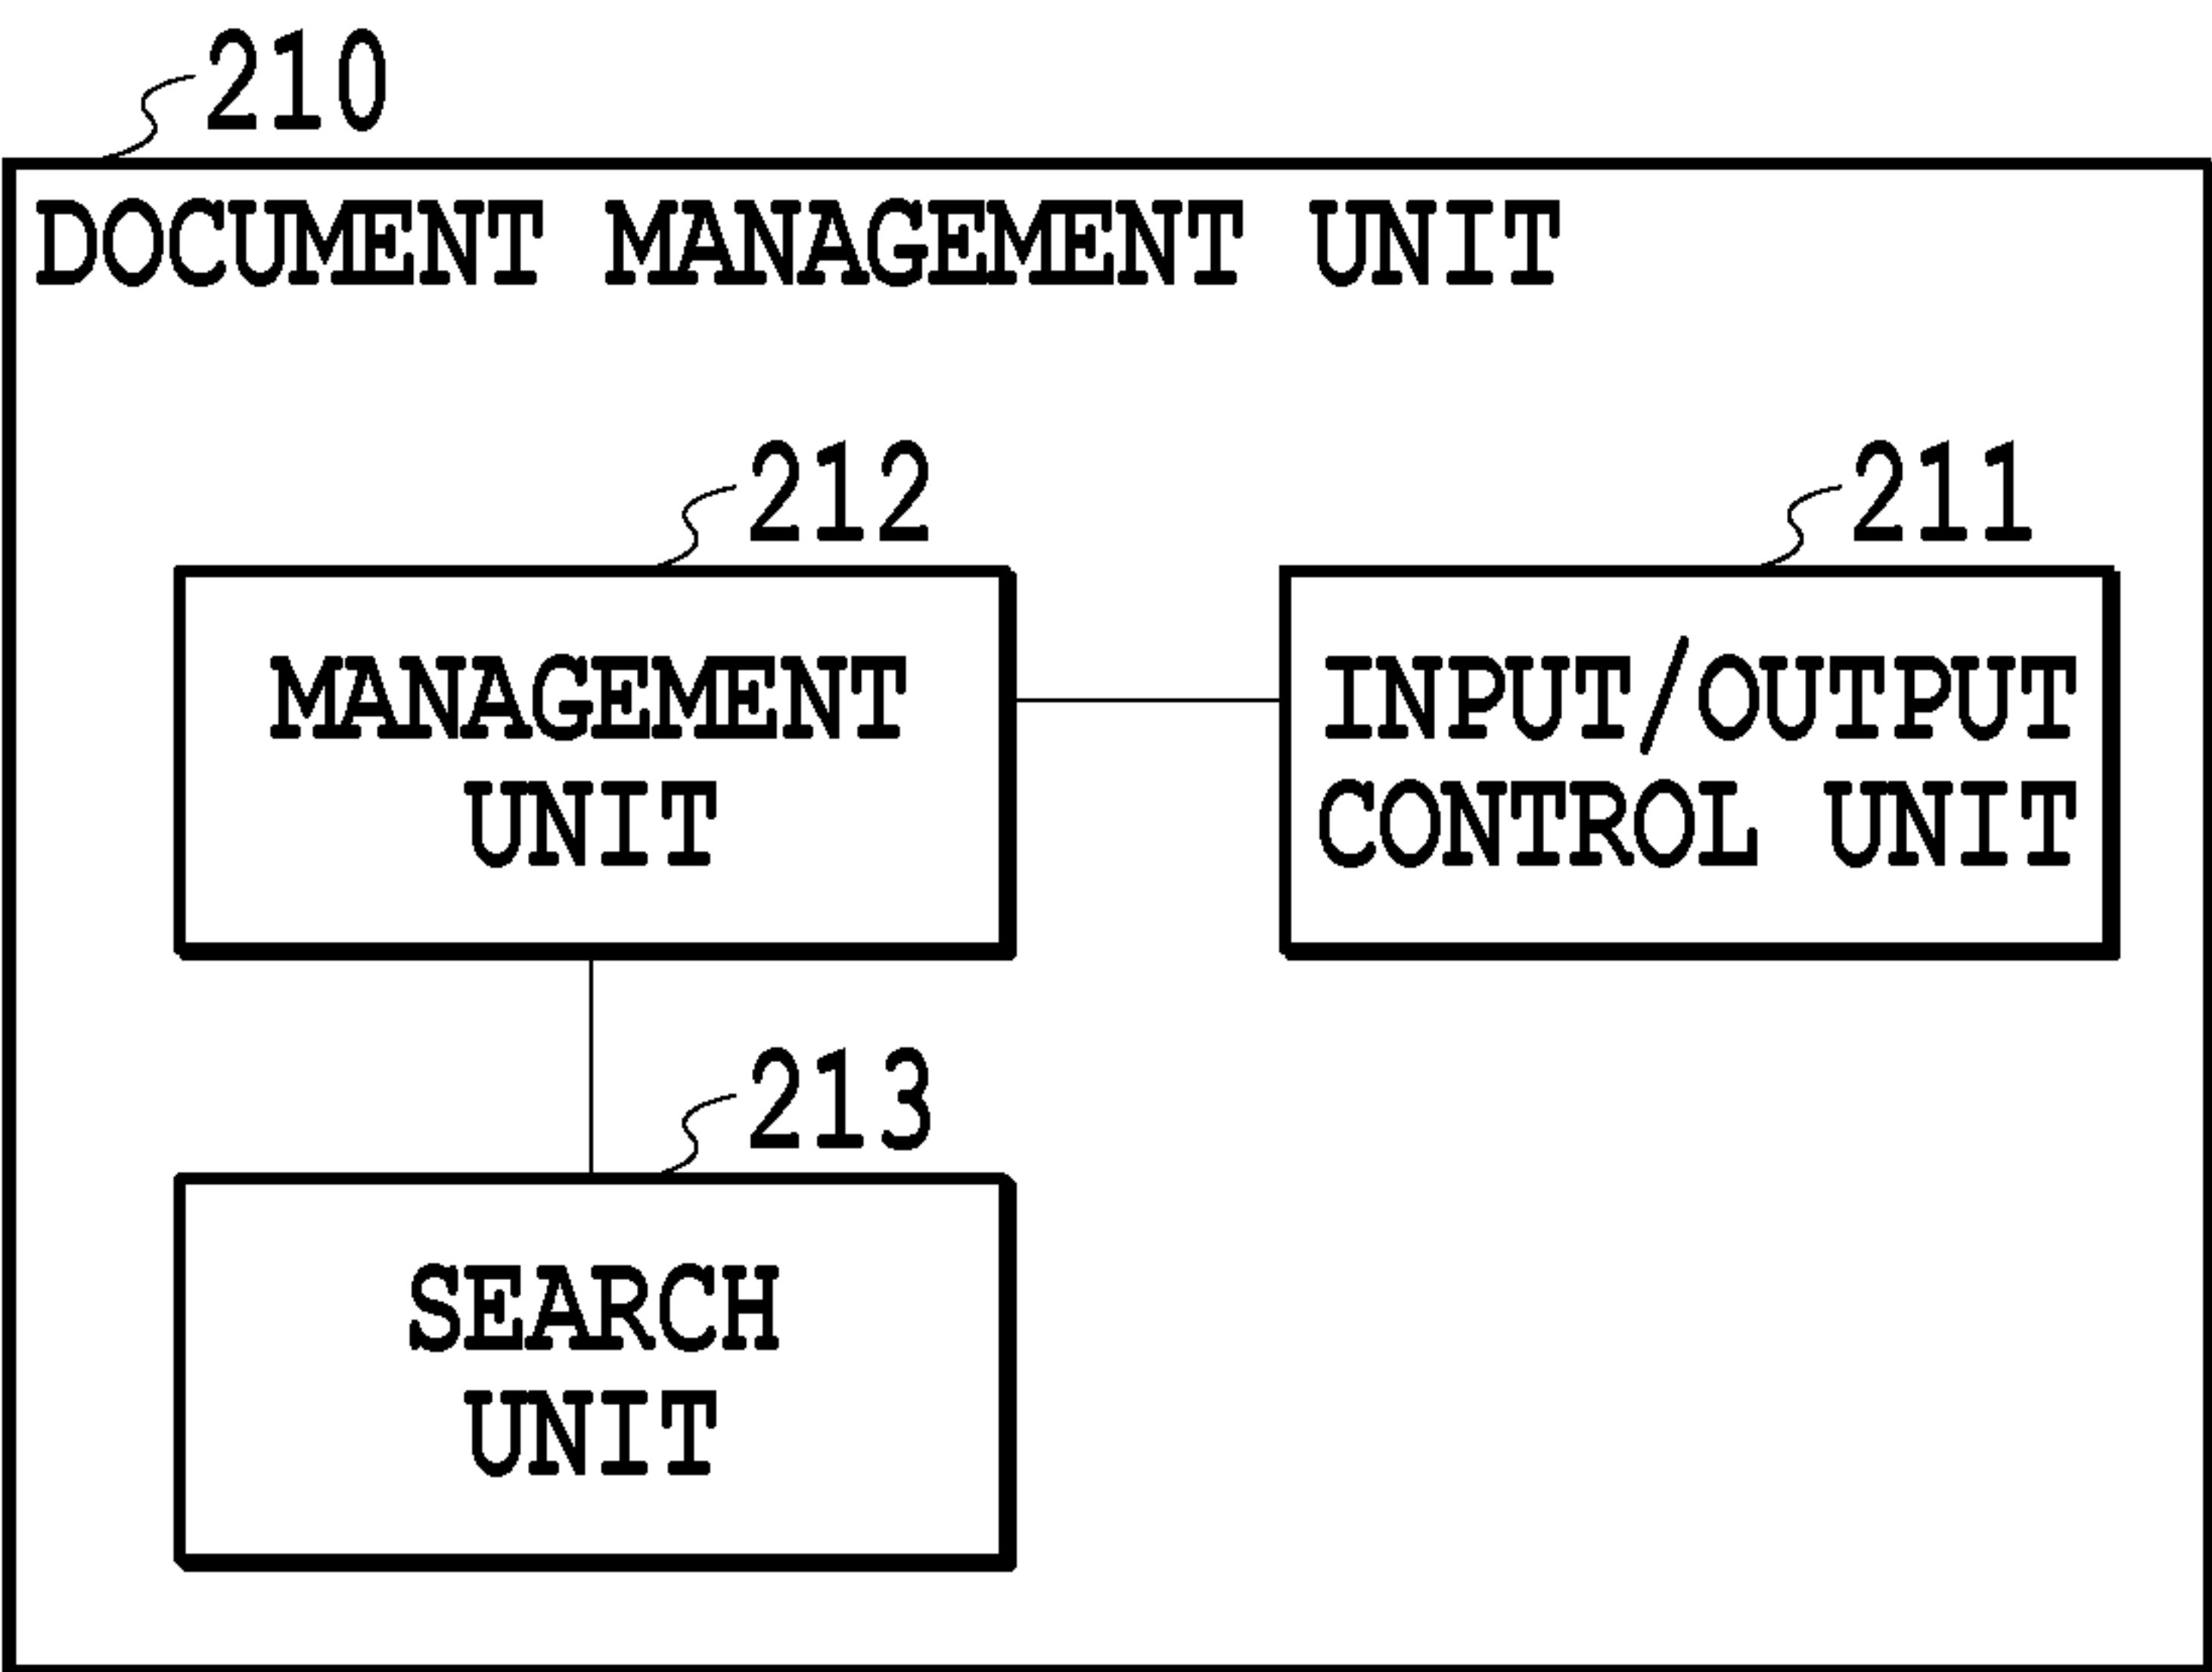 210
DOCUMENT MANAGEMENT UNIT
212
211
MANAGEMENT
UNIT
INPUT/OUTPUT
CONTROL UNIT
213
SEARCH
UNIT